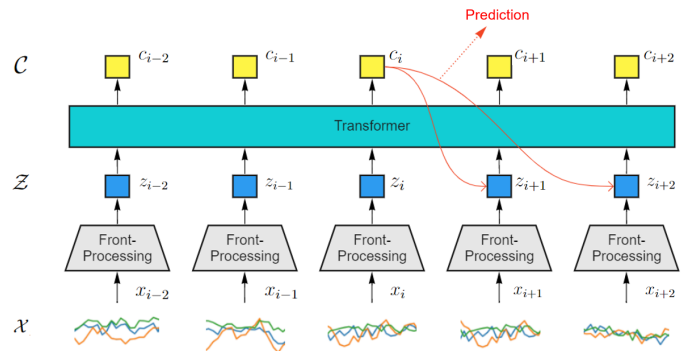 Prediction
𝒞 c_{i−2} c_{i−1} c_i c_{i+1} c_{i+2}
Transformer
𝒵 z_{i−2} z_{i−1} z_i z_{i+1} z_{i+2}
Front- Front- Front- Front- Front-
Processing Processing Processing Processing Processing
x_{i−2} x_{i−1} x_i x_{i+1} x_{i+2}
𝒳